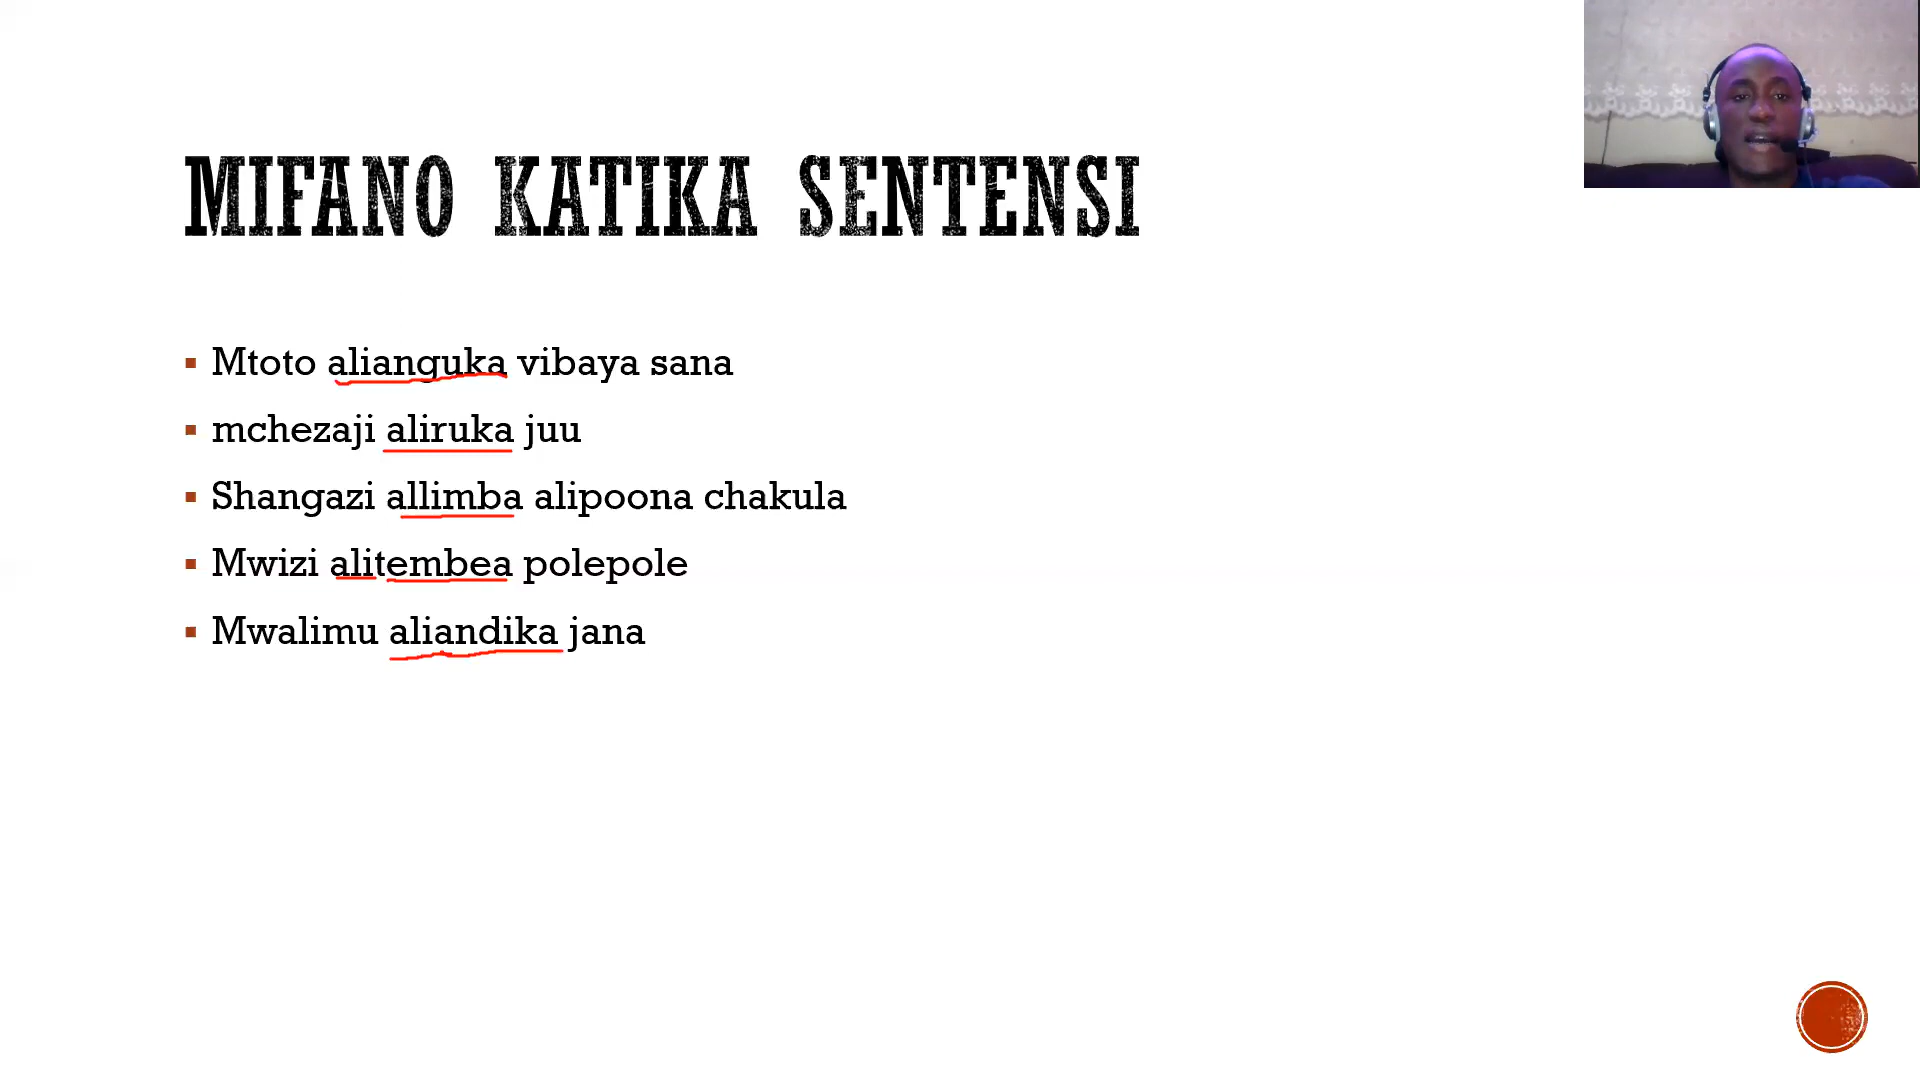 MIFANO KATIKA SENTENSI
Mtoto alianguka vibaya sana
mchezaji aliruka juu
Shangazi allimba alipoona chakula
Mwizi alitembea polepole
Mwalimu aliandika jana